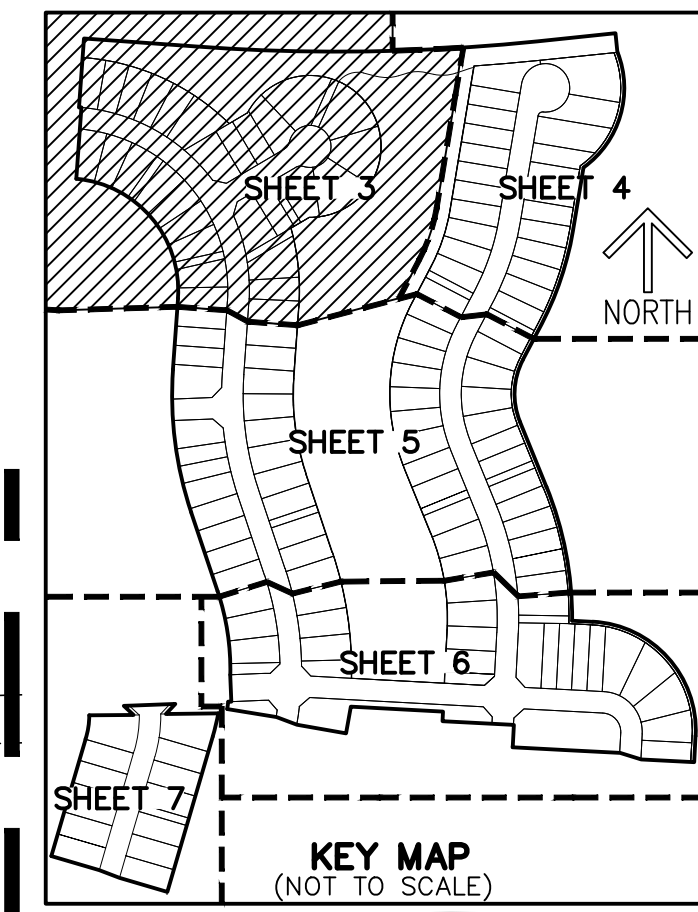 SHEET 3
SHEET 4
NORTH
SHEET 5
SHEET 6
SHEET 7
KEY MAP
(NOT TO SCALE)